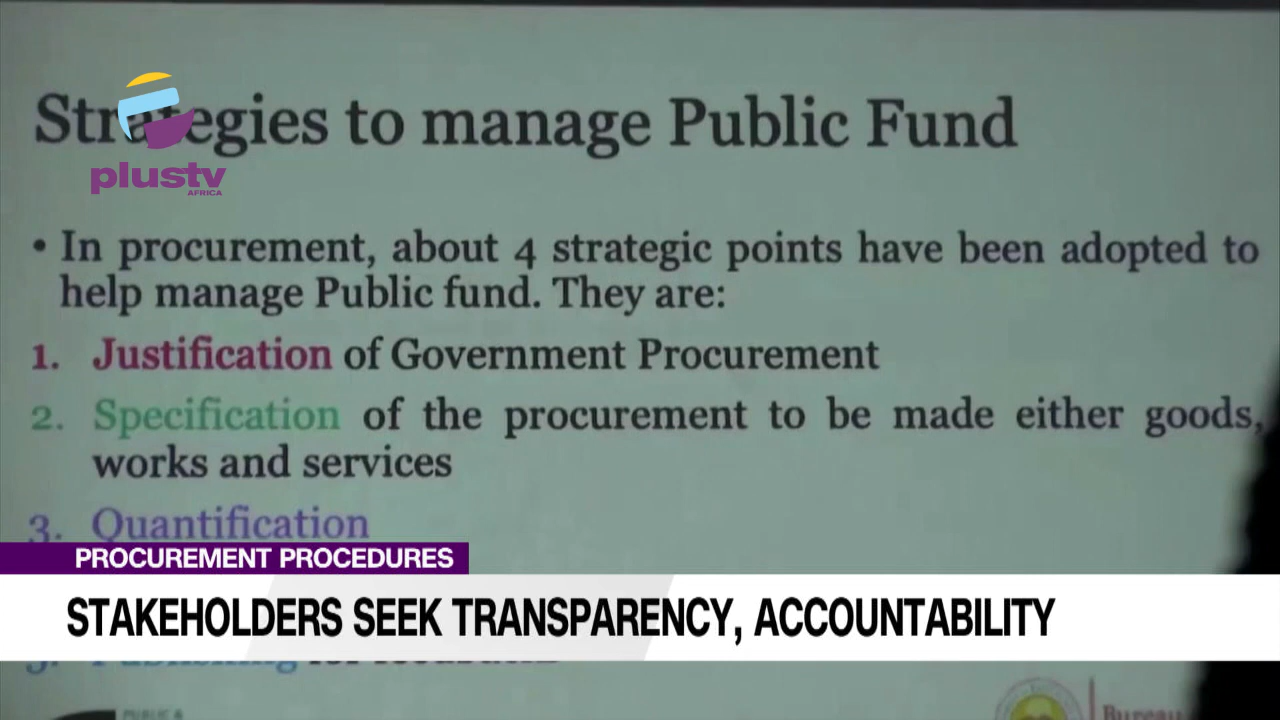 Strategies to manage Public Fund
plustv
AFRICA
• In procurement, about 4 strategic points have been adopted to
help manage Public fund. They are:
1. Justification of Government Procurement
2. Specification of the procurement to be made either goods,
works and services
3. Quantification
PROCUREMENT PROCEDURES
STAKEHOLDERS SEEK TRANSPARENCY, ACCOUNTABILITY
Bureau